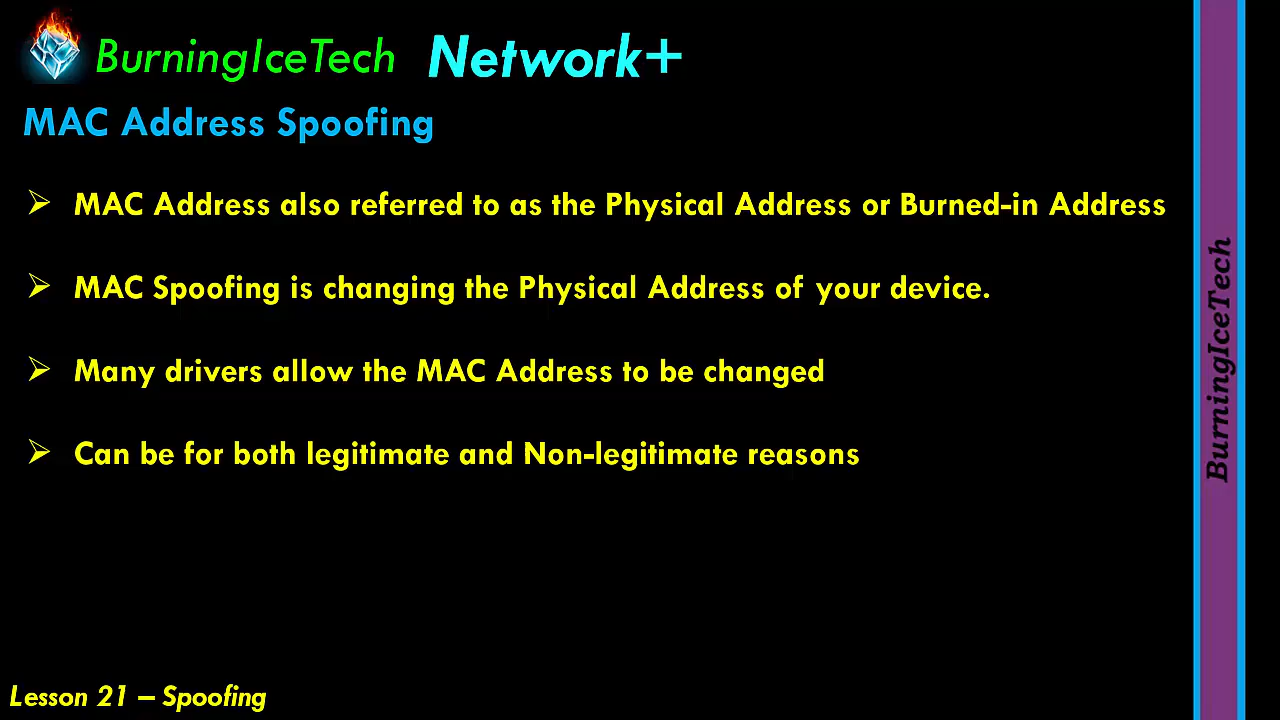 BurningIceTech Network+
MAC Address Spoofing
➢ MAC Address also referred to as the Physical Address or Burned-in Address
➢ MAC Spoofing is changing the Physical Address of your device.
➢ Many drivers allow the MAC Address to be changed
➢ Can be for both legitimate and Non-legitimate reasons
Lesson 21 – Spoofing
BurningIceTech